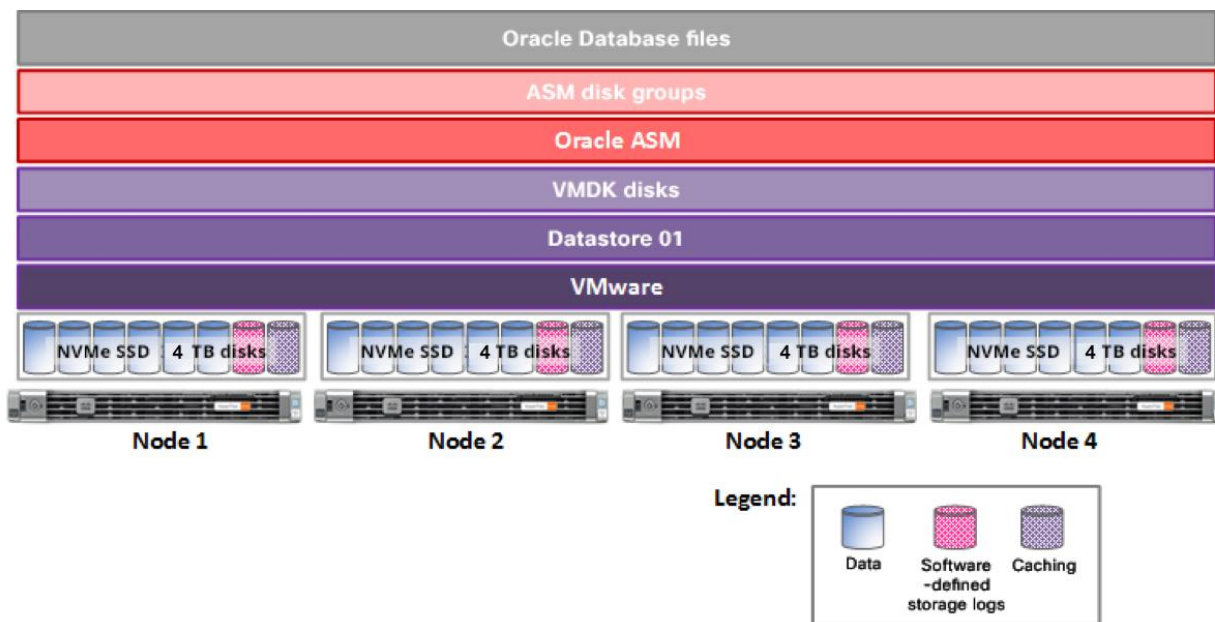 Oracle Database files
ASM disk groups
Oracle ASM
VMDK disks
Datastore 01
VMware
NVMe SSD 4 TB disks
NVMe SSD 4 TB disks
NVMe SSD 4 TB disks
NVMe SSD 4 TB disks
Node 1
Node 2
Node 3
Node 4
Legend:
Data
Software
-defined
storage logs
Caching